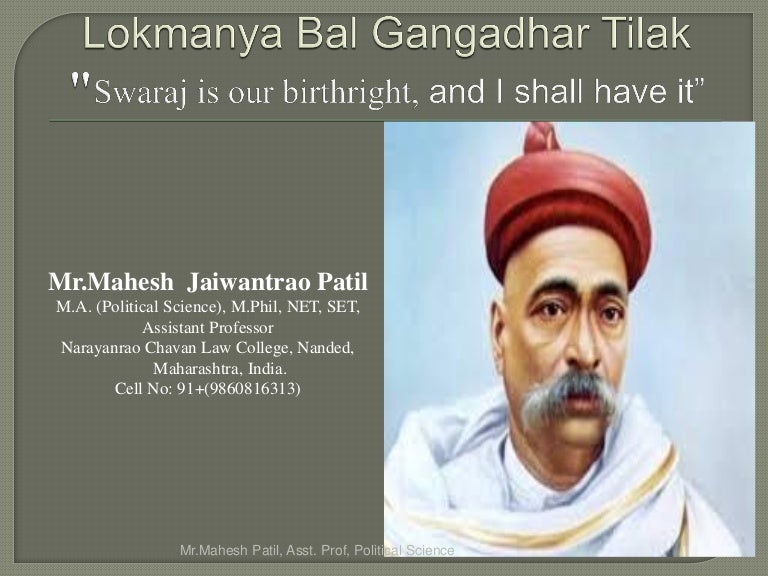 Lokmanya Bal Gangadhar Tilak
"Swaraj is our birthright, and I shall have it”
Mr.Mahesh Jaiwantrao Patil
M.A. (Political Science), M.Phil, NET, SET,
Assistant Professor
Narayanrao Chavan Law College, Nanded,
Maharashtra, India.
Cell No: 91+(9860816313)
Mr.Mahesh Patil, Asst. Prof, Political Science